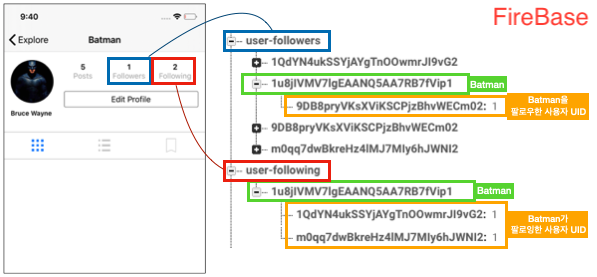 9:40
Explore
Batman
5
Posts
1
Followers
2
Following
Edit Profile
Bruce Wayne
FireBase
user-followers
1QdYN4ukSSYjAYgTnOOwmrJI9vG2
1u8jIVMV7lgEAANQ5AA7RB7fVip1
Batman
9DB8pryVKsXViKSCPjzBhvWECm02: 1
Batman을
팔로우한 사용자 UID
9DB8pryVKsXViKSCPjzBhvWECm02
m0qq7dwBkreHz4lMJ7MIy6hJWNI2
user-following
1u8jIVMV7lgEAANQ5AA7RB7fVip1
Batman
1QdYN4ukSSYjAYgTnOOwmrJI9vG2: 1
m0qq7dwBkreHz4lMJ7MIy6hJWNI2: 1
Batman가
팔로잉한 사용자 UID